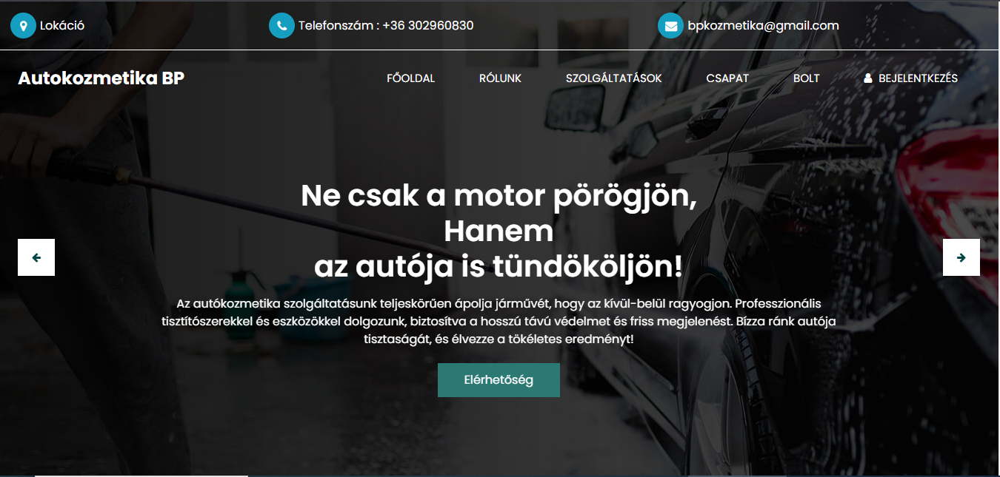 Lokáció
Telefonszám : +36 302960830
bpkozmetika@gmail.com
Autokozmetika BP
FŐOLDAL
RÓLUNK
SZOLGÁLTATÁSOK
CSAPAT
BOLT
BEJELENTKEZÉS
Ne csak a motor pörögjön,
Hanem
az autója is tündököljön!
Az autókozmetika szolgáltatásunk teljeskörűen ápolja járművét, hogy az kívül-belül ragyogjon. Professzionális
tisztítószerekkel és eszközökkel dolgozunk, biztosítva a hosszú távú védelmet és friss megjelenést. Bízza ránk autója
tisztaságát, és élvezze a tökéletes eredményt!
Elérhetőség